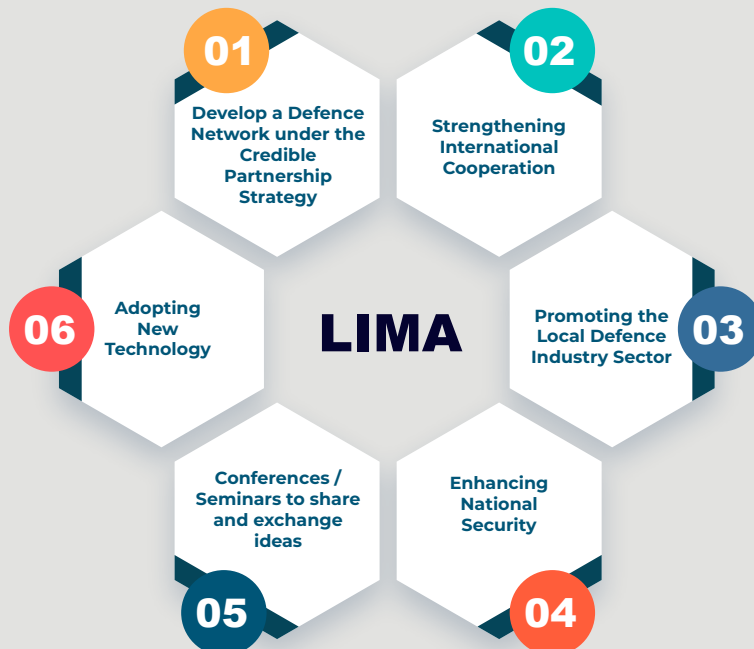 01
Develop a Defence
Network under the
Credible
Partnership
Strategy
02
Strengthening
International
Cooperation
03
Promoting the
Local Defence
Industry Sector
04
Enhancing
National
Security
05
Conferences /
Seminars to share
and exchange
ideas
06
Adopting
New
Technology
LIMA